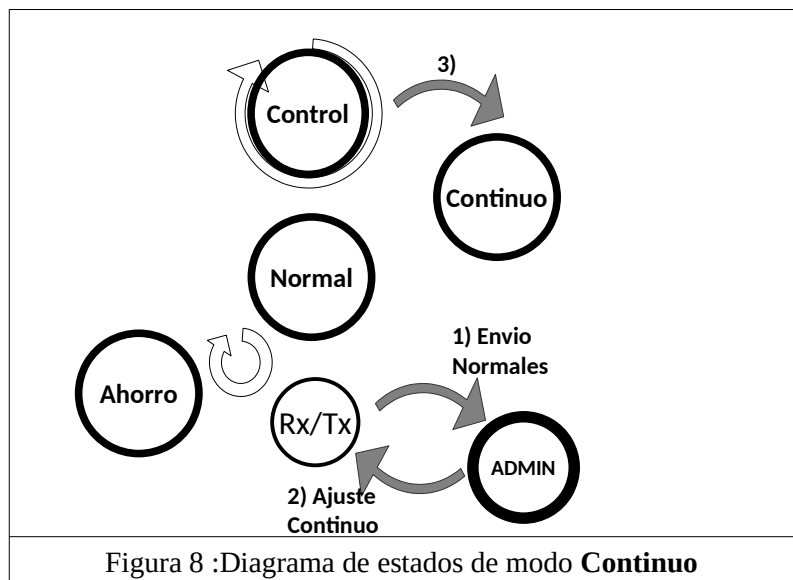 3)
Control
Continuo
Normal
1) Envio
Normales
Ahorro
Rx/Tx
ADMIN
2) Ajuste
Continuo
Figura 8 :Diagrama de estados de modo Continuo